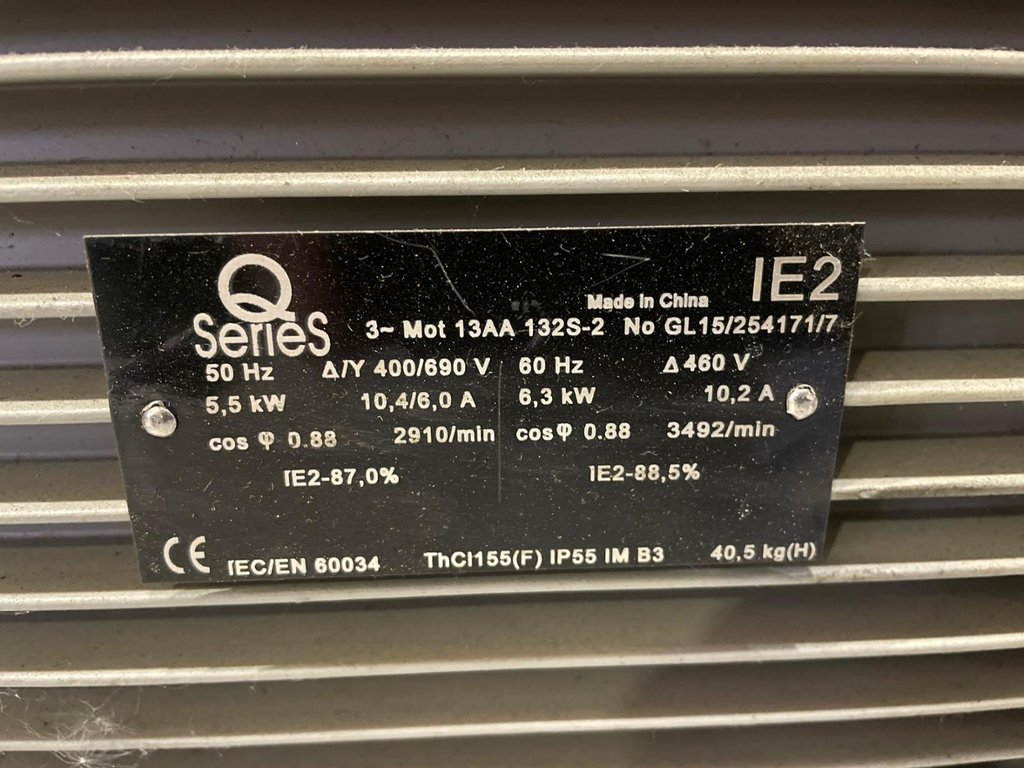 Q
SerieS
IE2
Made in China
3~ Mot 13AA 132S-2 No GL15/254171/7
50 Hz Δ/Y 400/690 V 60 Hz Δ 460 V
5,5 kW 10,4/6,0 A 6,3 kW 10,2 A
cos φ 0.88 2910/min cosφ 0.88 3492/min
IE2-87,0% IE2-88,5%
CE IEC/EN 60034 ThCl155(F) IP55 IM B3 40,5 kg(H)